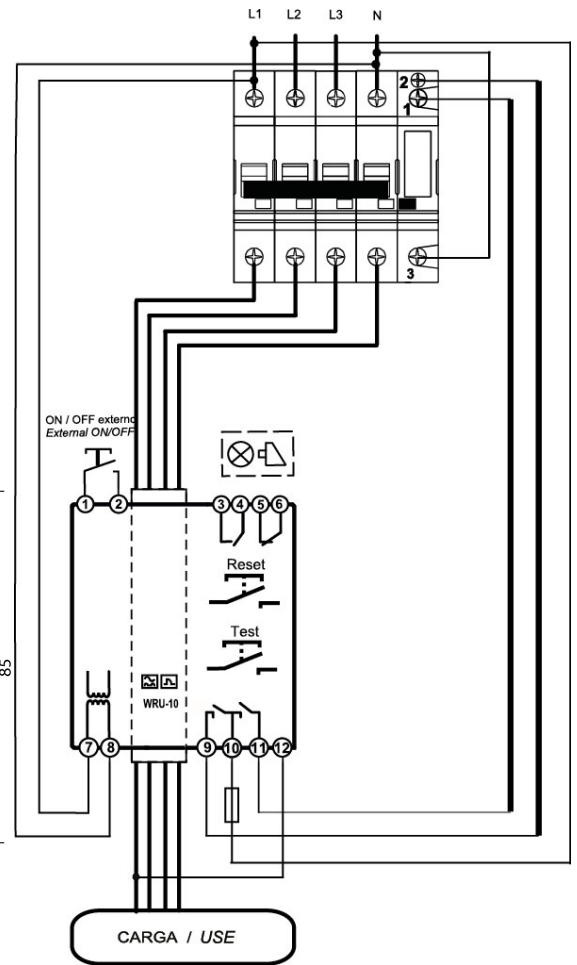 L1 L2 L3 N
2
1
3
ON / OFF externo
External ON/OFF
1 2 3 4 5 6
Reset
Test
85
WRU-10
7 8 9 10 11 12
CARGA / USE